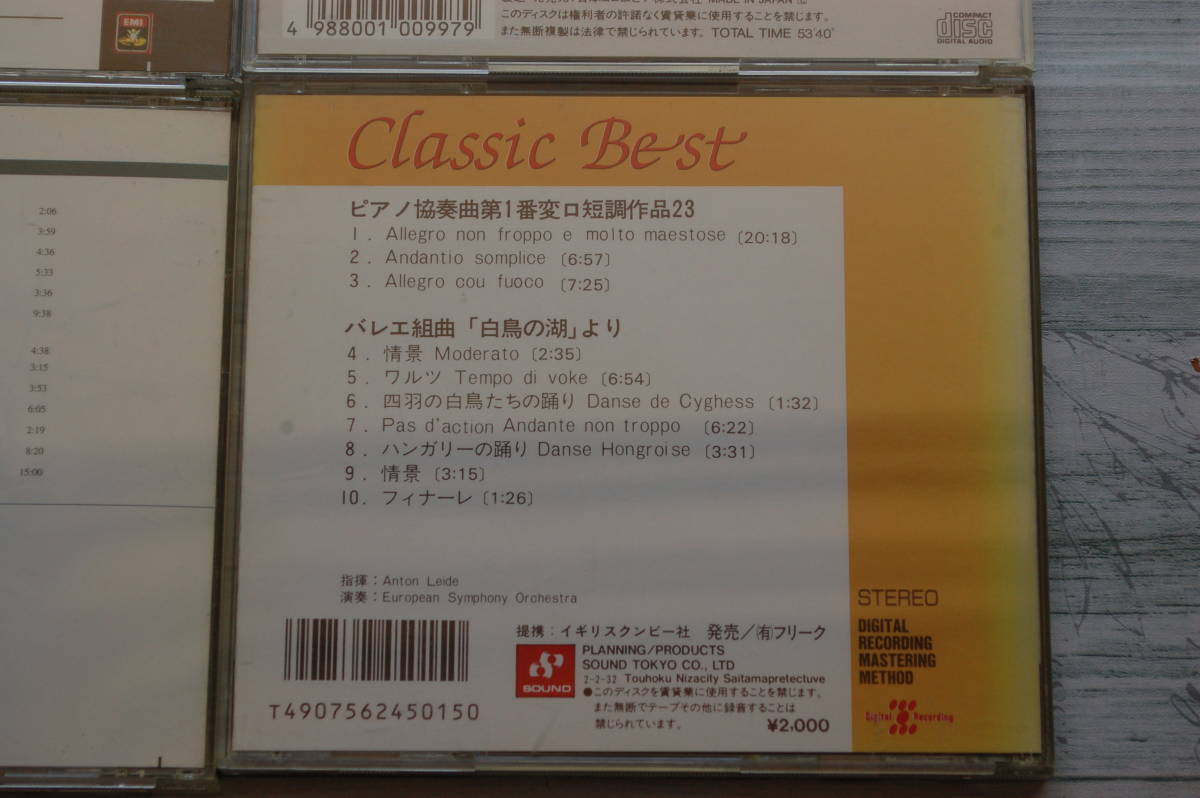 EMI
4 988001 009979
このディスクは権利者の許諾なく賃貸業に使用することを禁じます。
また無断複製は法律で禁じられています。 TOTAL TIME 53'40"
COMPACT
disc
DIGITAL AUDIO
2:06
3:59
4:36
5:33
3:36
9:38
4:38
3:15
3:53
6:05
2:19
8:20
15:00
Classic Best
ピアノ協奏曲第1番変ロ短調作品23
1. Allegro non froppo e molto maestose〔20:18〕
2. Andantio somplice〔6:57〕
3. Allegro cou fuoco〔7:25〕
バレエ組曲「白鳥の湖」より
4. 情景 Moderato〔2:35〕
5. ワルツ Tempo di voke〔6:54〕
6. 四羽の白鳥たちの踊り Danse de Cyghess〔1:32〕
7. Pas d'action Andante non troppo〔6:22〕
8. ハンガリーの踊り Danse Hongroise〔3:31〕
9. 情景〔3:15〕
10. フィナーレ〔1:26〕
指揮：Anton Leide
演奏：European Symphony Orchestra
T4907562450150
提携：イギリスクンビー社 発売／㈲フリーク
SOUND
PLANNING/PRODUCTS
SOUND TOKYO CO., LTD
2-2-32 Touhoku Nizacity Saitamapretectuve
●このディスクを賃貸業に使用することを禁じます。
また無断でテープその他に録音することは
禁じられています。
¥2,000
STEREO
DIGITAL
RECORDING
MASTERING
METHOD
Digital Recording